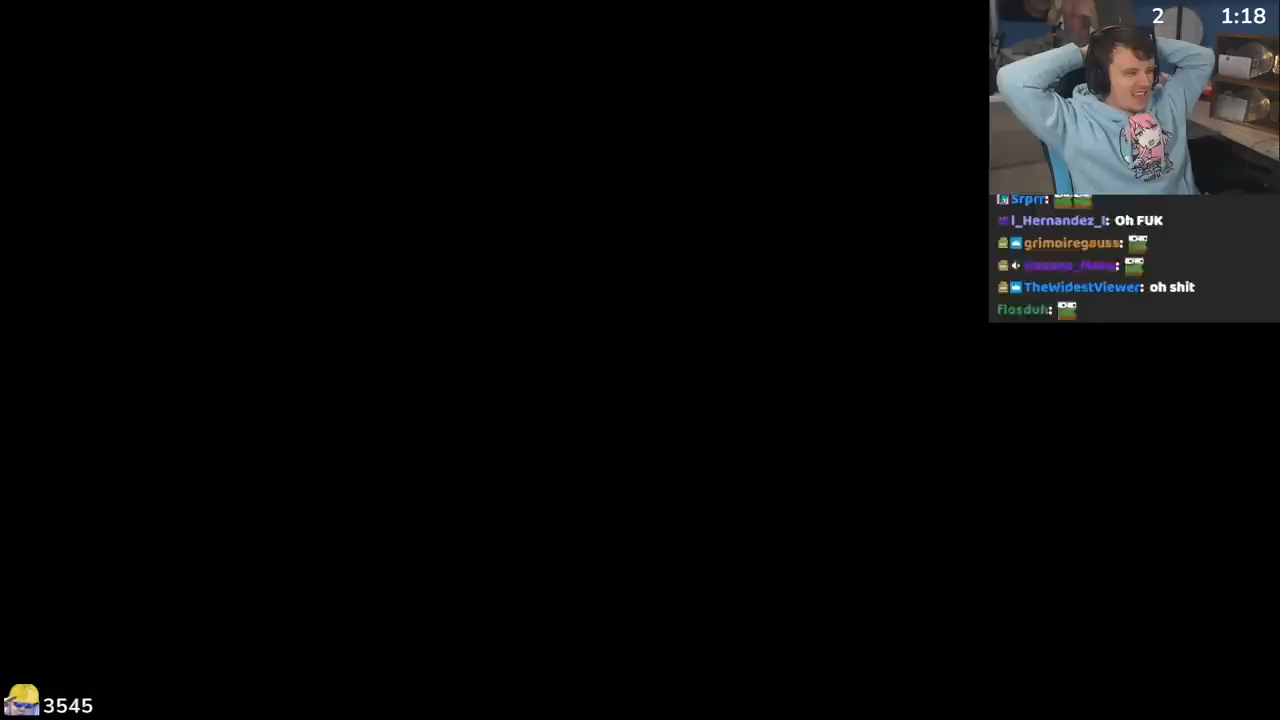 2 1:18
Srprr:
l_Hernandez_l: Oh FUK
grimoiregauss:
TheWidestViewer: oh shit
flosduh:
3545